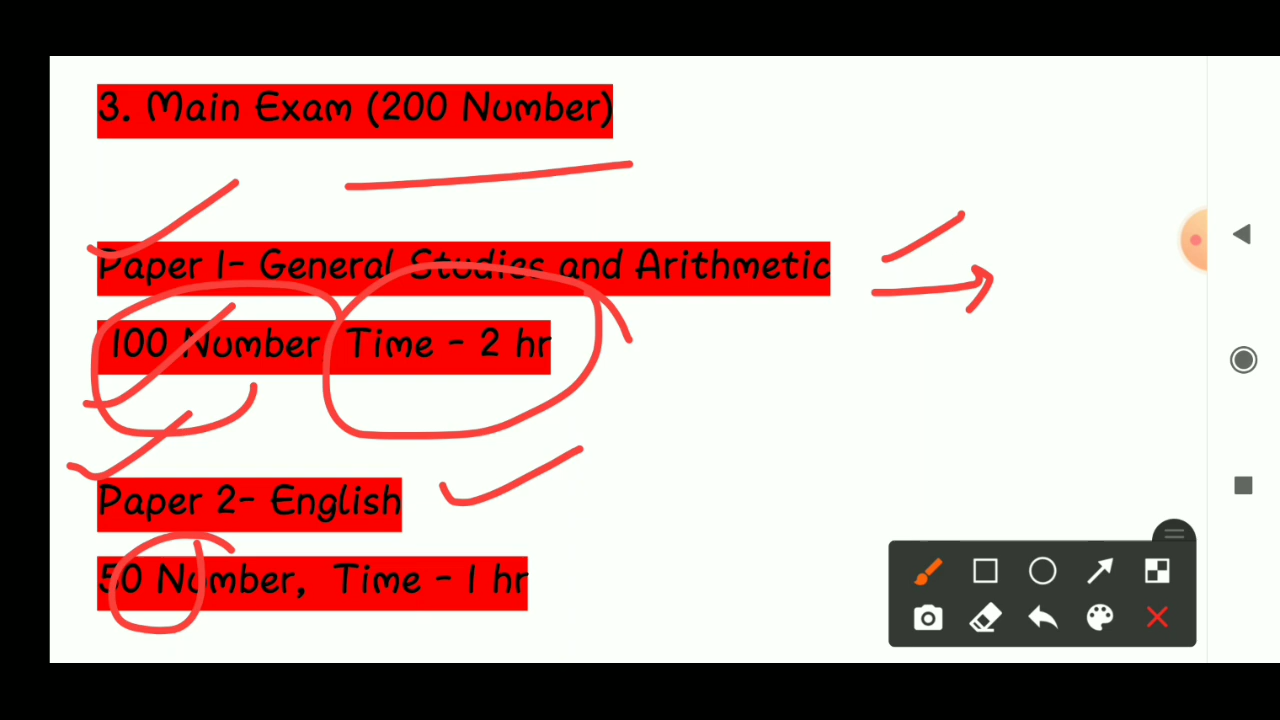 3. Main Exam (200 Number)
Paper 1- General Studies and Arithmetic
100 Number Time - 2 hr
Paper 2- English
50 Number, Time - 1 hr